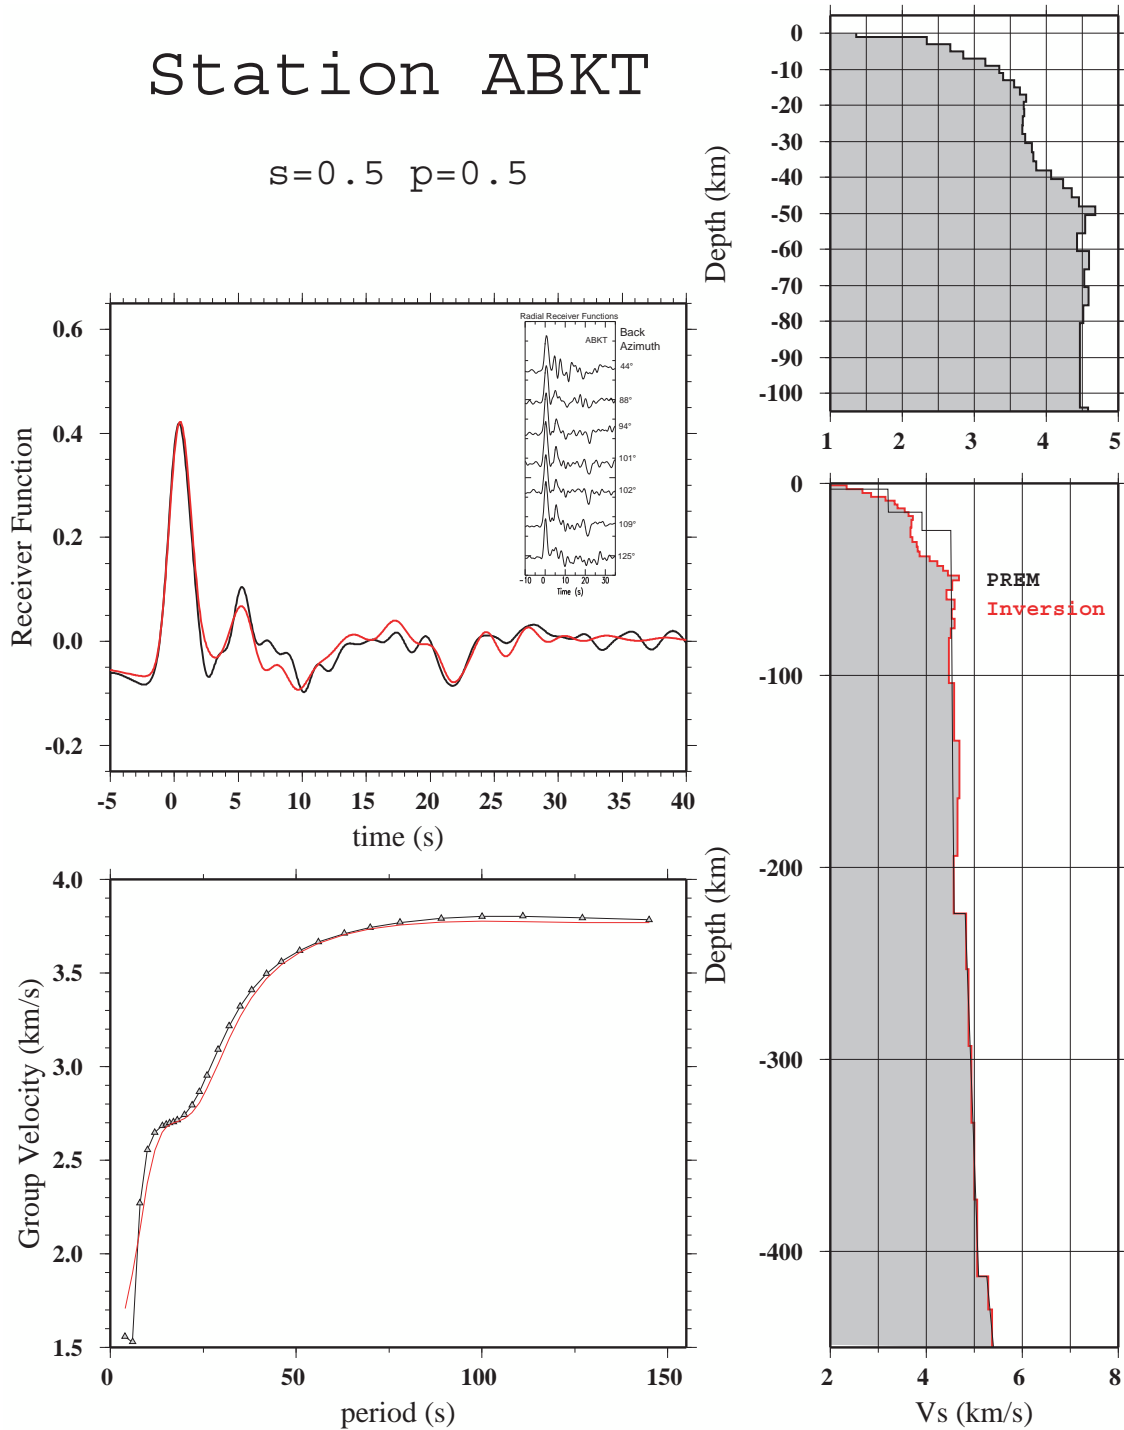 Station ABKT
s=0.5 p=0.5
0
-10
-20
-30
-40
-50
-60
-70
-80
-90
-100
Depth (km)
1 2 3 4 5
0.6
0.4
0.2
0.0
-0.2
Receiver Function
-5 0 5 10 15 20 25 30 35 40
time (s)
Radial Receiver Functions
ABKT
Back
Azimuth
44°
88°
94°
101°
102°
109°
125°
-10 0 10 20 30
Time (s)
4.0
3.5
3.0
2.5
2.0
1.5
Group Velocity (km/s)
0 50 100 150
period (s)
0
-100
-200
-300
-400
Depth (km)
PREM
Inversion
2 4 6 8
Vs (km/s)